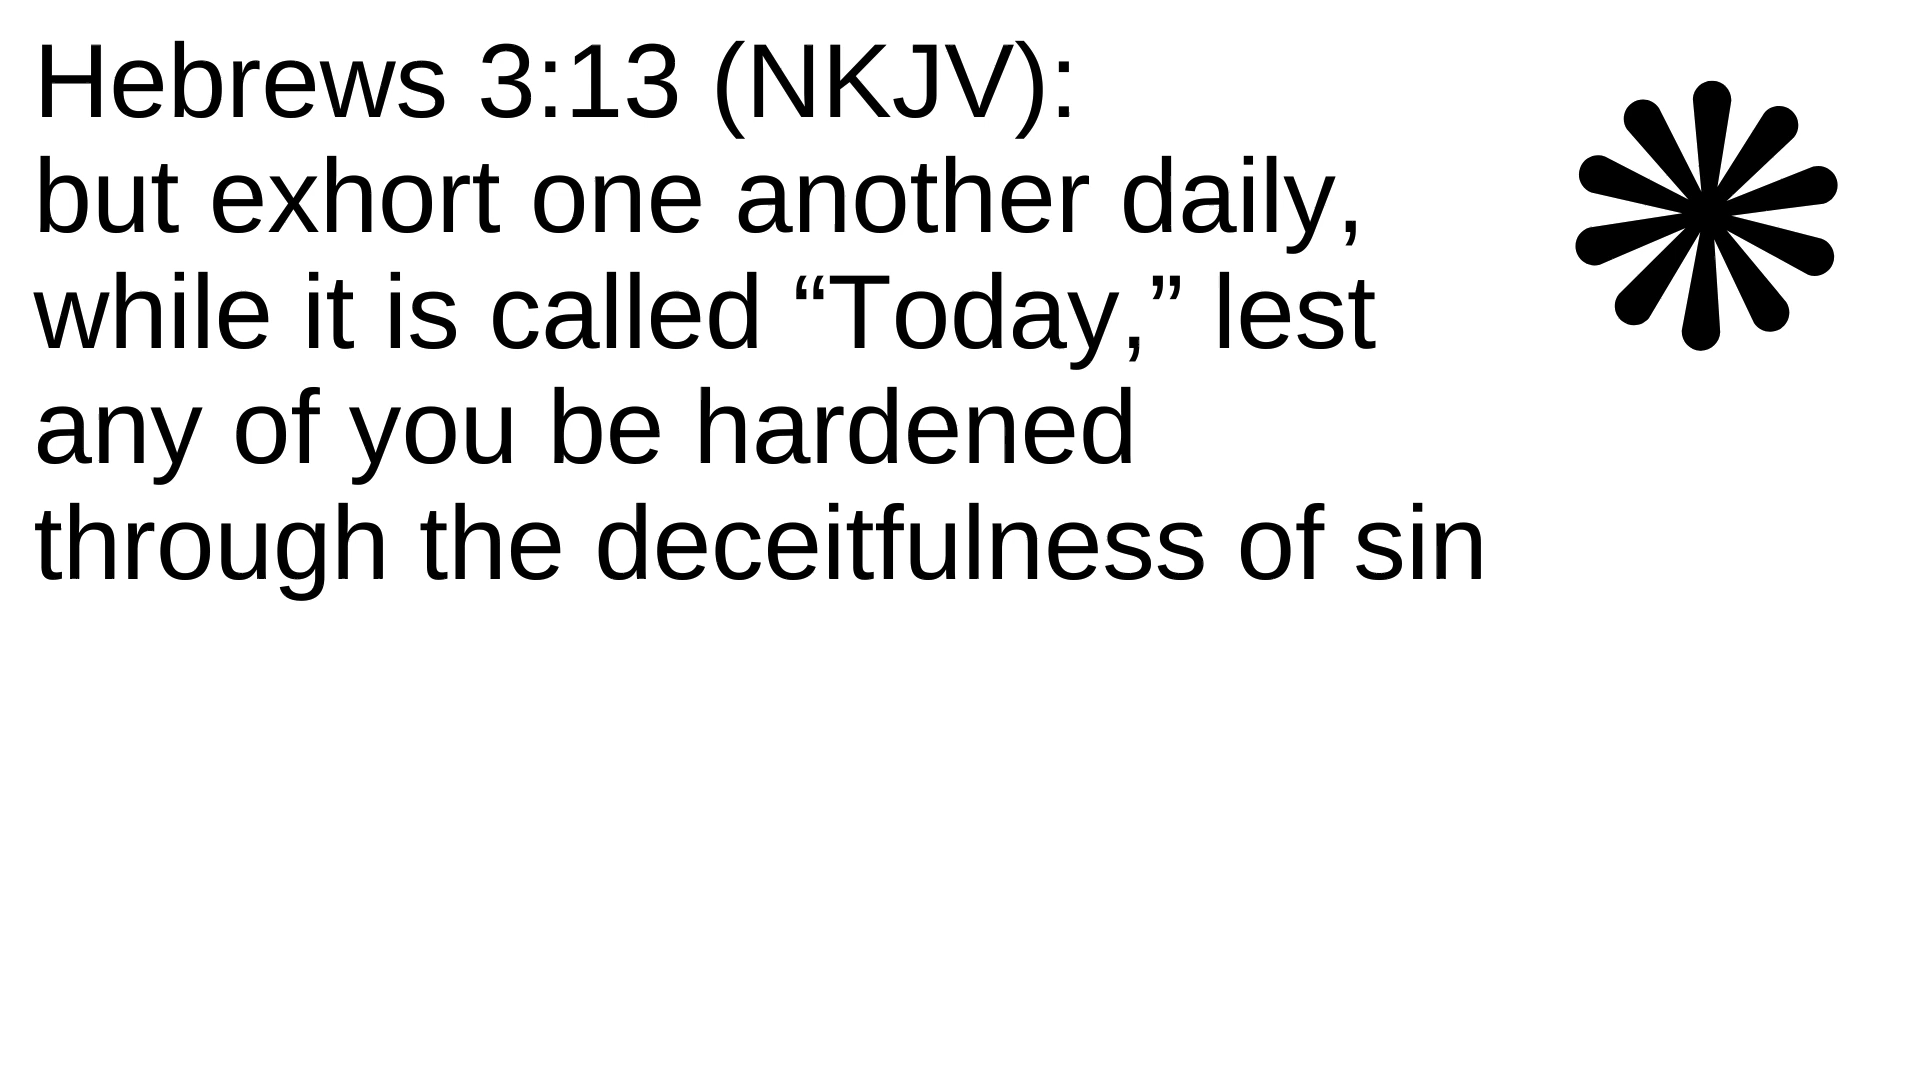 Hebrews 3:13 (NKJV):
but exhort one another daily,
while it is called “Today,” lest
any of you be hardened
through the deceitfulness of sin